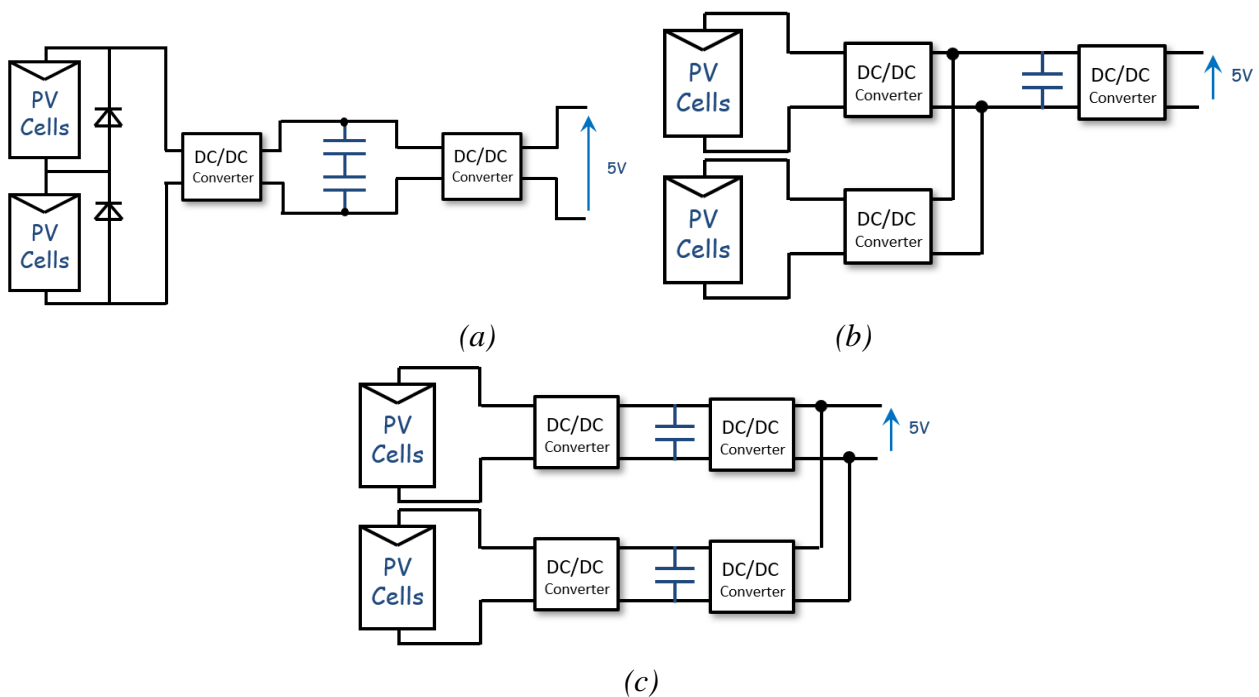 PV
Cells
PV
Cells
DC/DC
Converter
DC/DC
Converter
5V
(a)
PV
Cells
PV
Cells
DC/DC
Converter
DC/DC
Converter
DC/DC
Converter
5V
(b)
PV
Cells
PV
Cells
DC/DC
Converter
DC/DC
Converter
DC/DC
Converter
DC/DC
Converter
5V
(c)